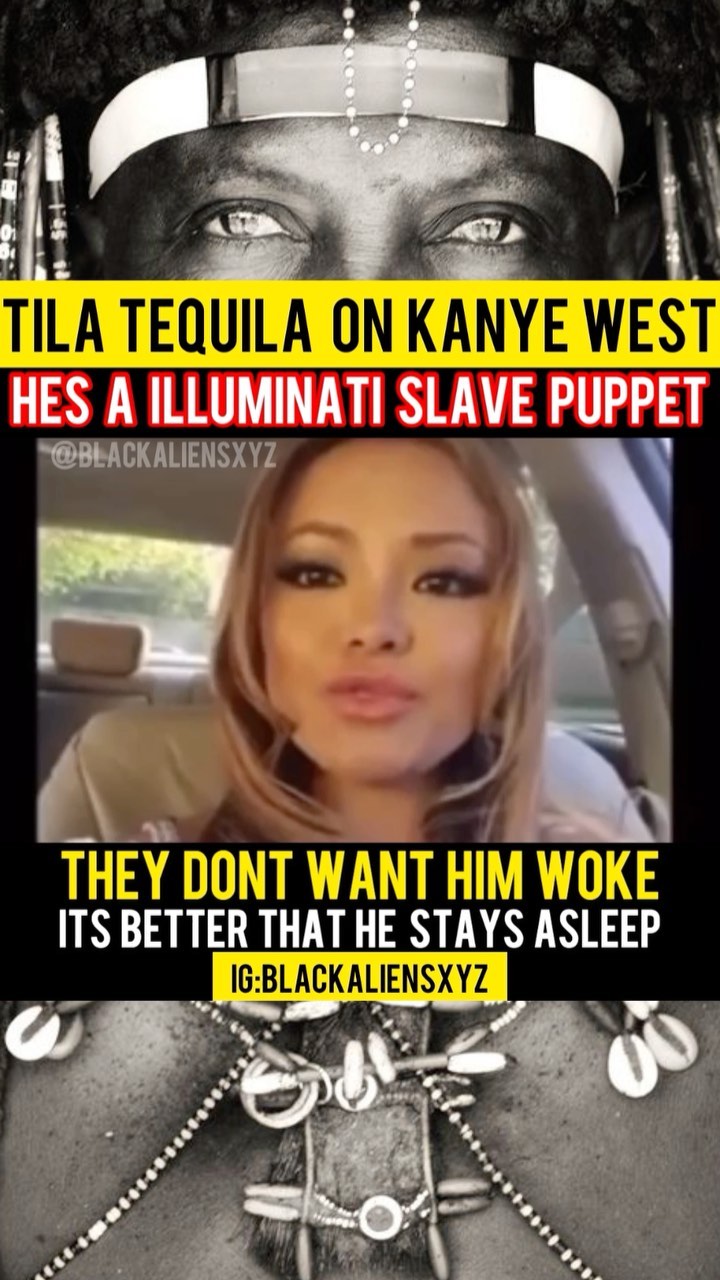 TILA TEQUILA ON KANYE WEST
HES A ILLUMINATI SLAVE PUPPET
@BLACKALIENSXYZ
THEY DONT WANT HIM WOKE
ITS BETTER THAT HE STAYS ASLEEP
IG:BLACKALIENSXYZ